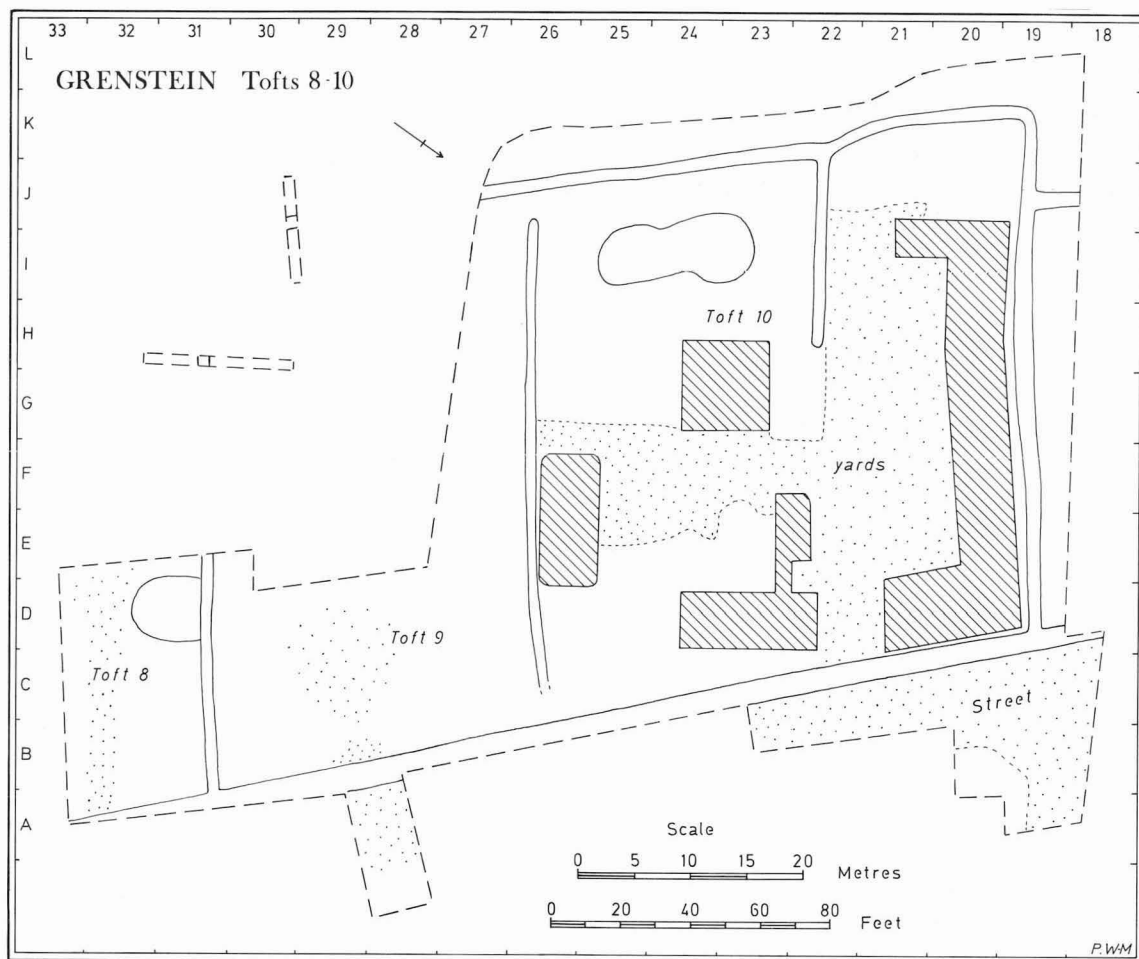 33 32 30 29 28 27 26 25 24 23 22 21 20 19 18
L
GRENSTEIN Tofts 8-10
K
J
I
H
Toft 10
G
F
yards
E
D
Toft 9
Toft 8
C
Street
B
A
Scale
0 5 10 15 20
Metres
0 20 40 60 80
Feet
P.W.M